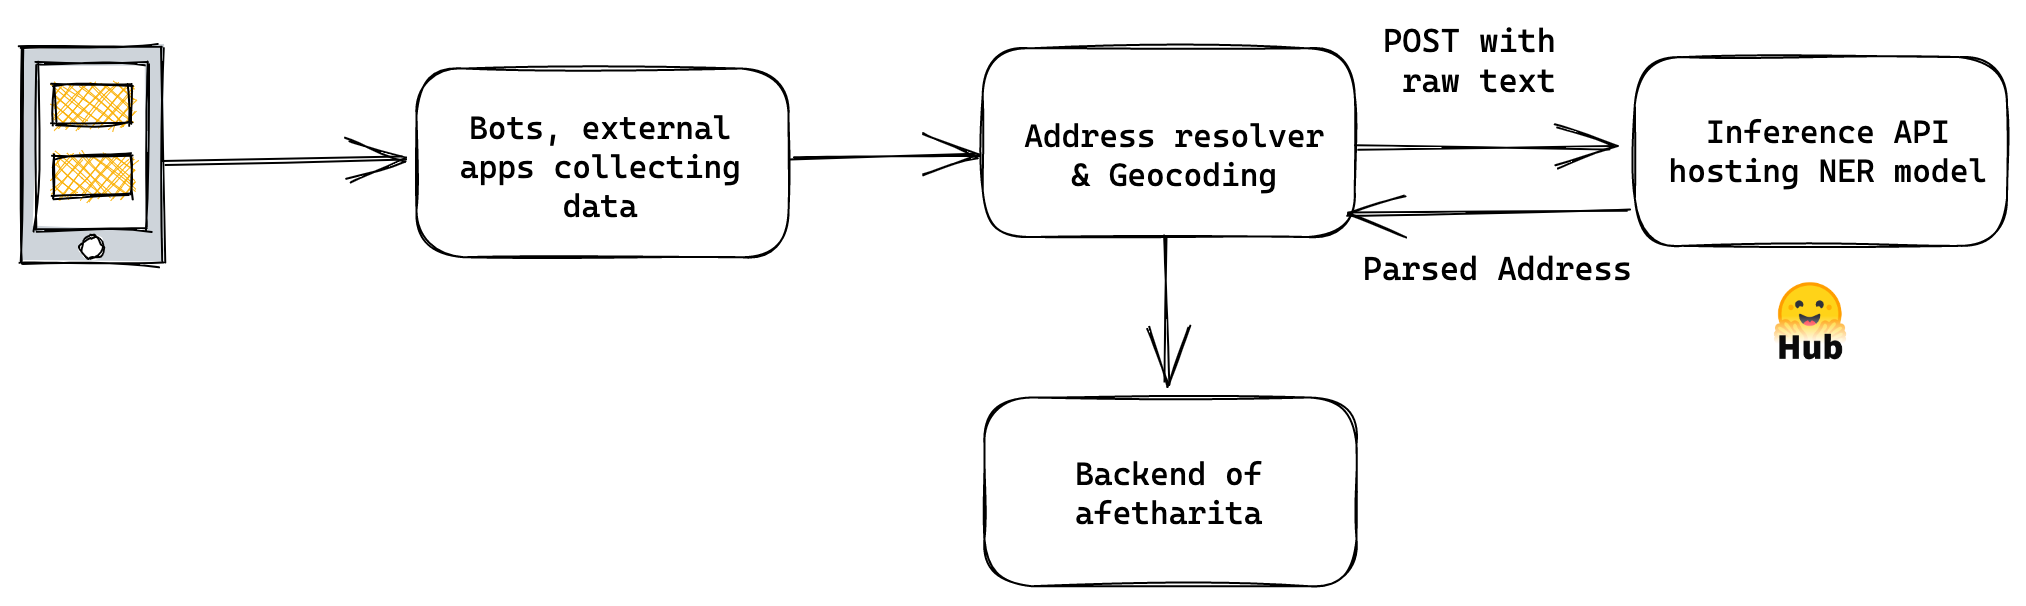 Bots, external
apps collecting
data
Address resolver
& Geocoding
POST with
raw text
Inference API
hosting NER model
Parsed Address
Hub
Backend of
afetharita